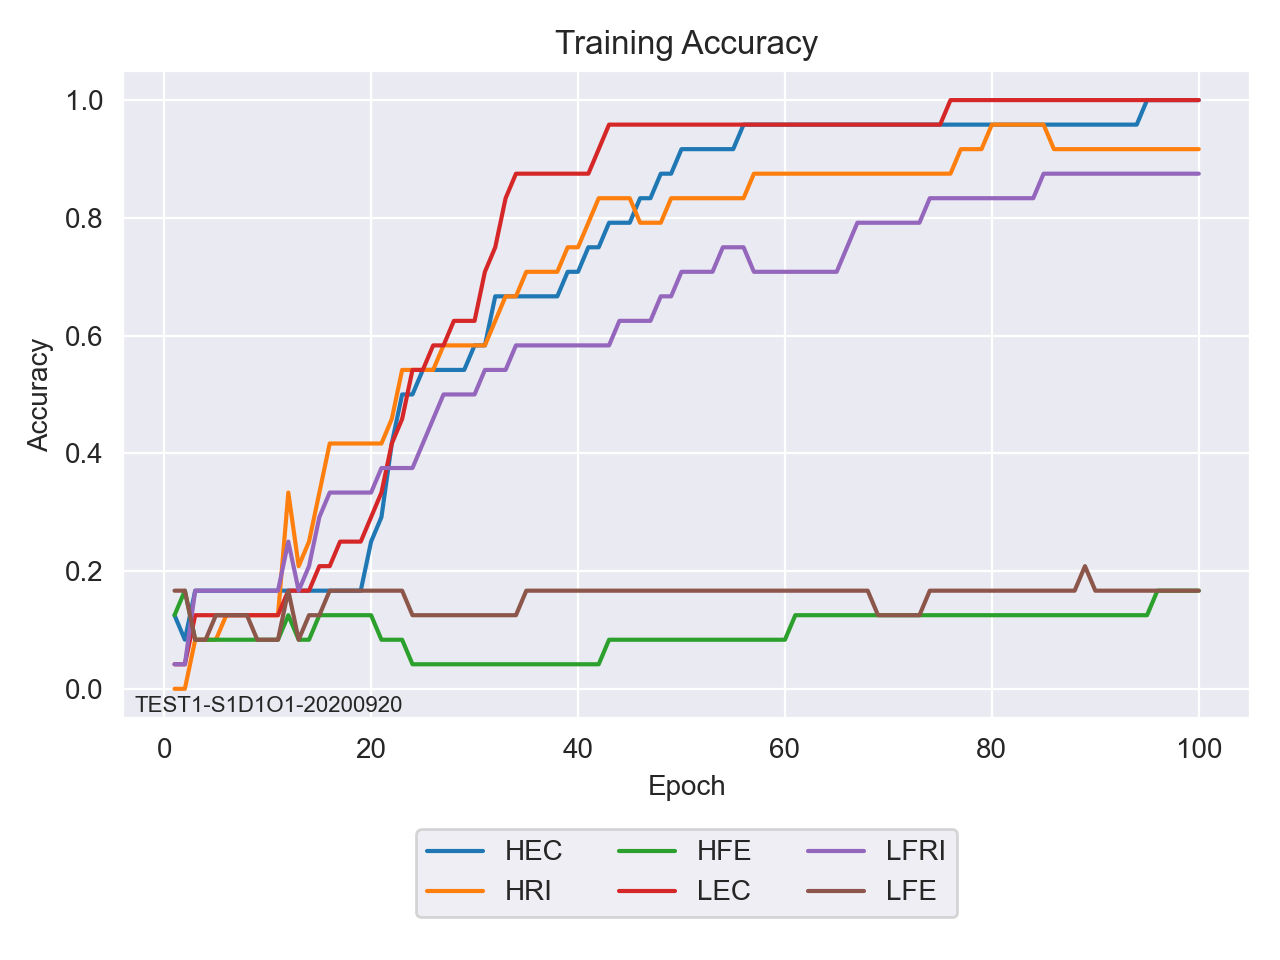 Training Accuracy
1.0
0.8
0.6
0.4
0.2
0.0
Accuracy
TEST1-S1D1O1-20200920
0 20 40 60 80 100
Epoch
HEC HFE LFRI
HRI LEC LFE